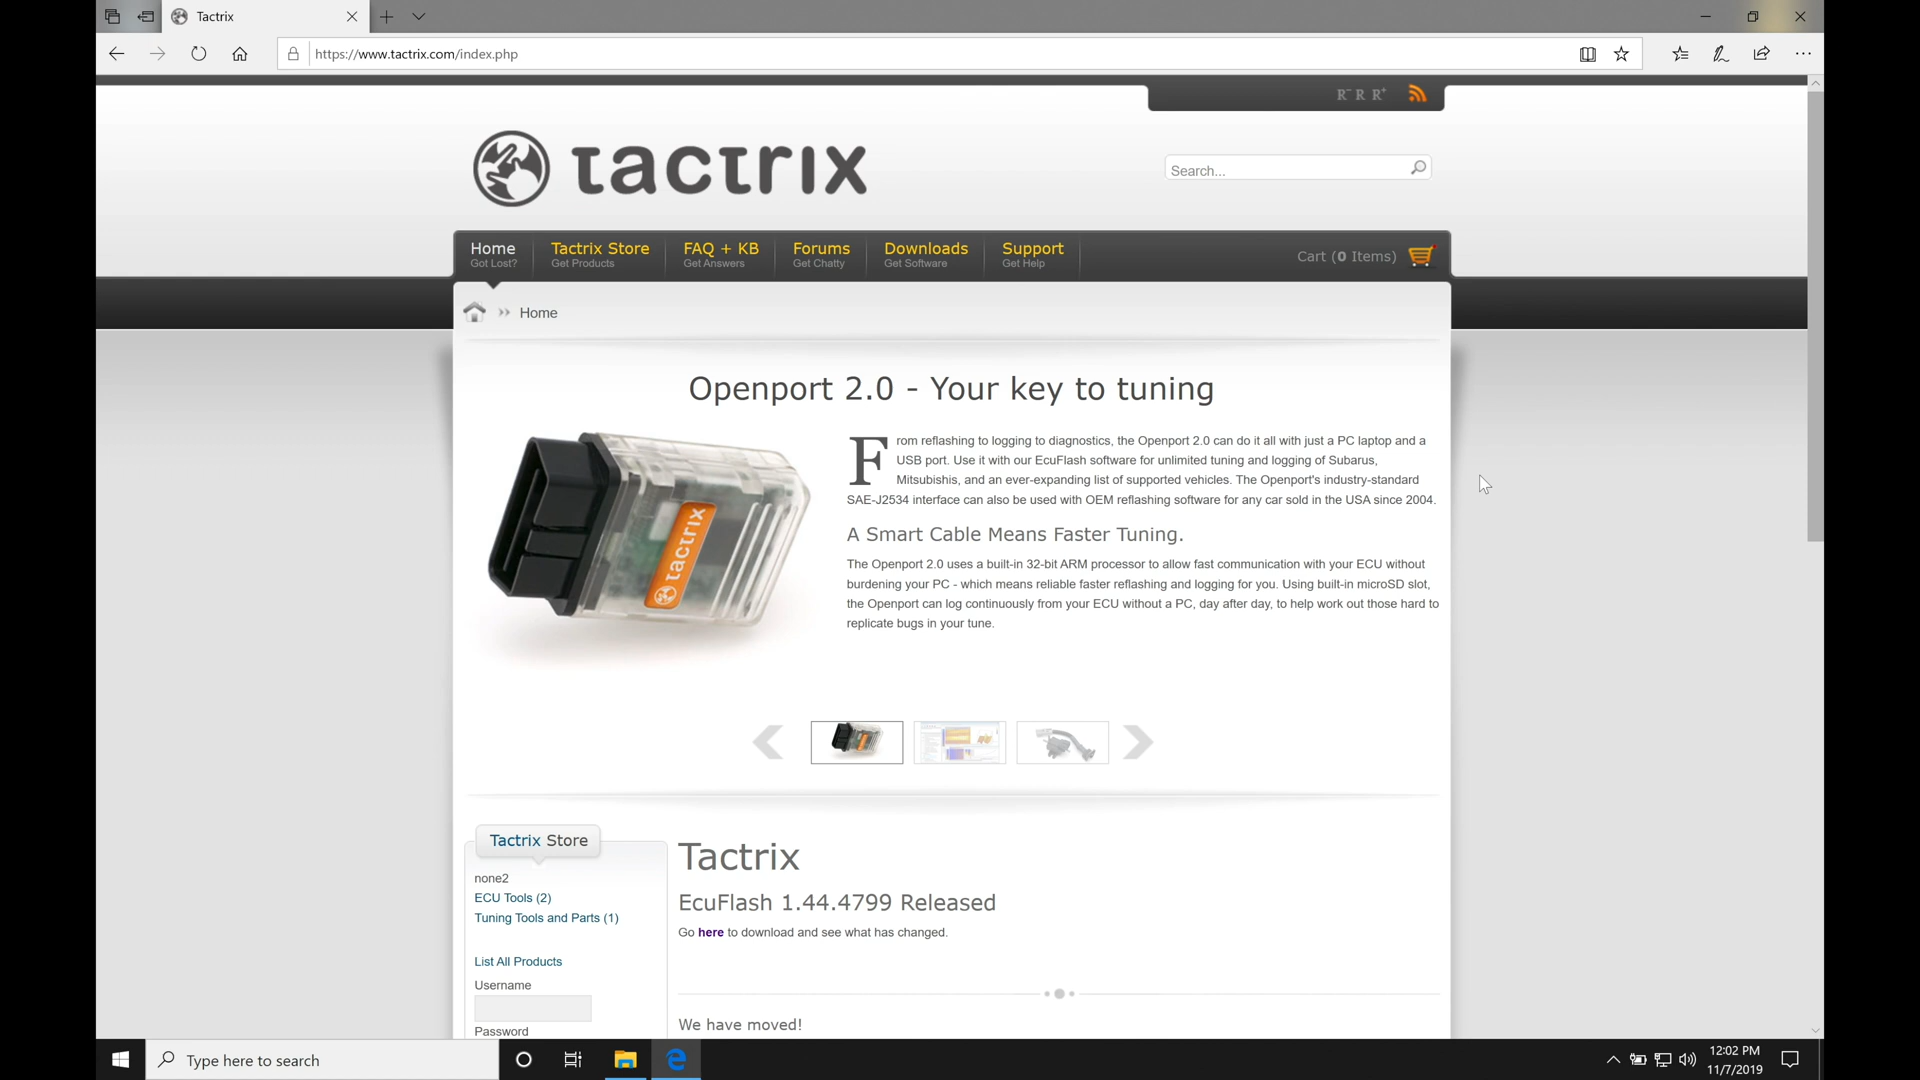 Tactrix
https://www.tactrix.com/index.php
R- R R+
tactrix
Search...
Home
Got Lost?
Tactrix Store
Get Products
FAQ + KB
Get Answers
Forums
Get Chatty
Downloads
Get Software
Support
Get Help
Cart (0 Items)
Home
Openport 2.0 - Your key to tuning
From reflashing to logging to diagnostics, the Openport 2.0 can do it all with just a PC laptop and a
USB port. Use it with our EcuFlash software for unlimited tuning and logging of Subarus,
Mitsubishis, and an ever-expanding list of supported vehicles. The Openport's industry-standard
SAE-J2534 interface can also be used with OEM reflashing software for any car sold in the USA since 2004.
tactrix
A Smart Cable Means Faster Tuning.
The Openport 2.0 uses a built-in 32-bit ARM processor to allow fast communication with your ECU without
burdening your PC - which means reliable faster reflashing and logging for you. Using built-in microSD slot,
the Openport can log continuously from your ECU without a PC, day after day, to help work out those hard to
replicate bugs in your tune.
Tactrix Store
none2
ECU Tools (2)
Tuning Tools and Parts (1)
List All Products
Username
Password
Tactrix
EcuFlash 1.44.4799 Released
Go here to download and see what has changed.
We have moved!
Type here to search
12:02 PM
11/7/2019